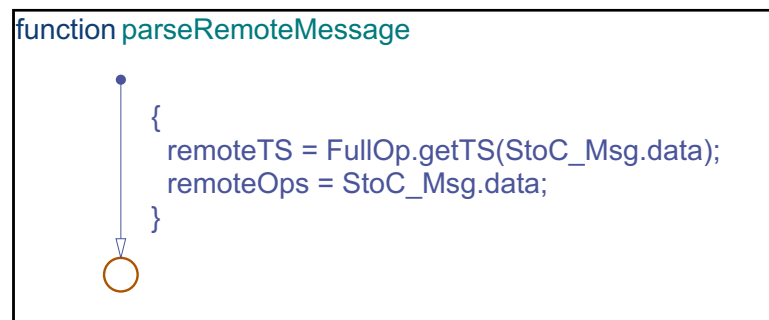 function parseRemoteMessage
{
remoteTS = FullOp.getTS(StoC_Msg.data);
remoteOps = StoC_Msg.data;
}